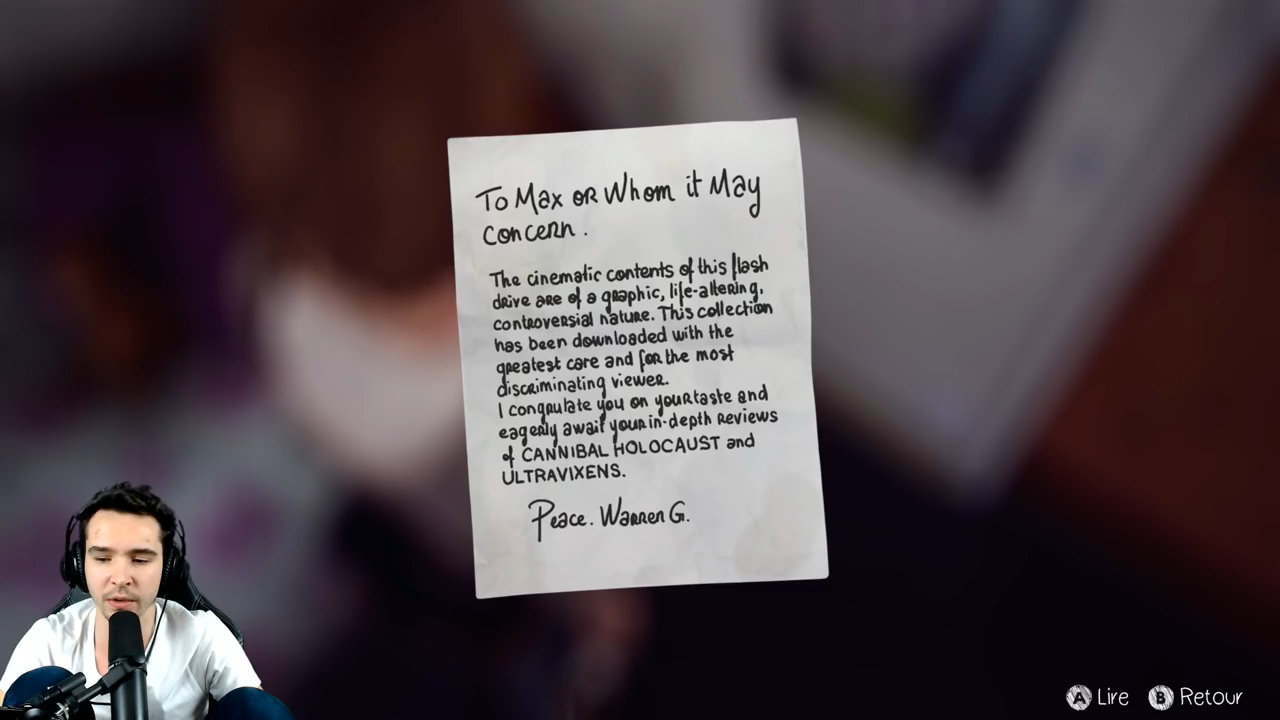 To Max or Whom it May
Concern.
The cinematic contents of this flash
drive are of a graphic, life-altering,
controversial nature. This collection
has been downloaded with the
greatest care and for the most
discriminating viewer.
I congrulate you on your taste and
eagerly await your in-depth reviews
of CANNIBAL HOLOCAUST and
ULTRAVIXENS.
Peace. Warren G.
A Lire B Retour